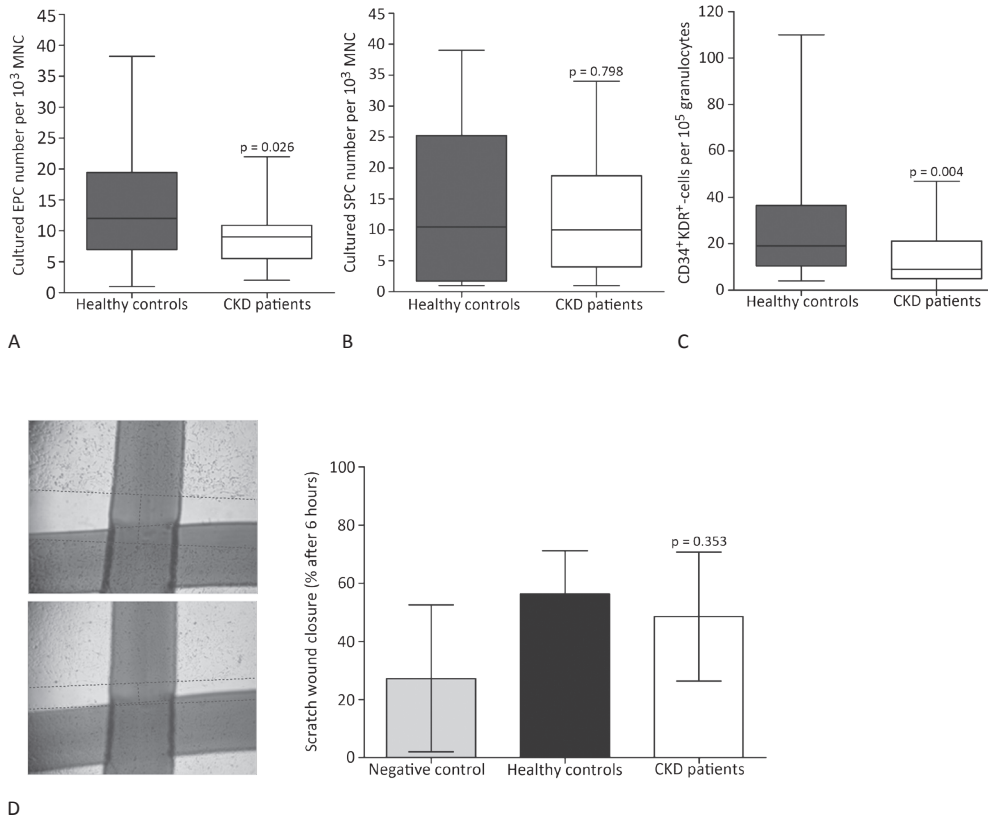 Cultured EPC number per 10³ MNC
45
40
35
30
25
20
15
10
5
0
p = 0.026
Healthy controls
CKD patients
A
Cultured SPC number per 10³ MNC
45
40
35
30
25
20
15
10
5
0
p = 0.798
Healthy controls
CKD patients
B
CD34⁺KDR⁺-cells per 10⁵ granulocytes
120
100
80
60
40
20
0
p = 0.004
Healthy controls
CKD patients
C
Scratch wound closure (% after 6 hours)
100
80
60
40
20
0
p = 0.353
Negative control
Healthy controls
CKD patients
D